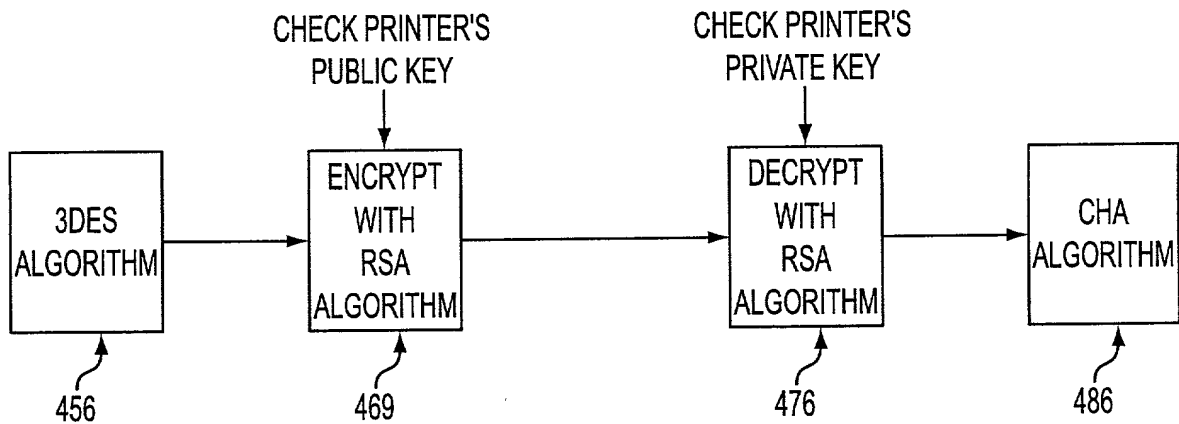 CHECK PRINTER'S
PUBLIC KEY
CHECK PRINTER'S
PRIVATE KEY
3DES
ALGORITHM
ENCRYPT
WITH
RSA
ALGORITHM
DECRYPT
WITH
RSA
ALGORITHM
CHA
ALGORITHM
456
469
476
486